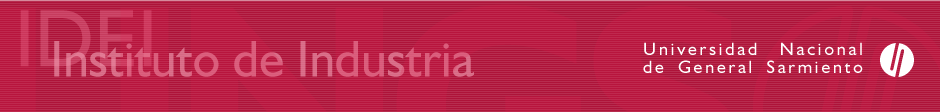 IDEI
Instituto de Industria
Universidad Nacional
de General Sarmiento